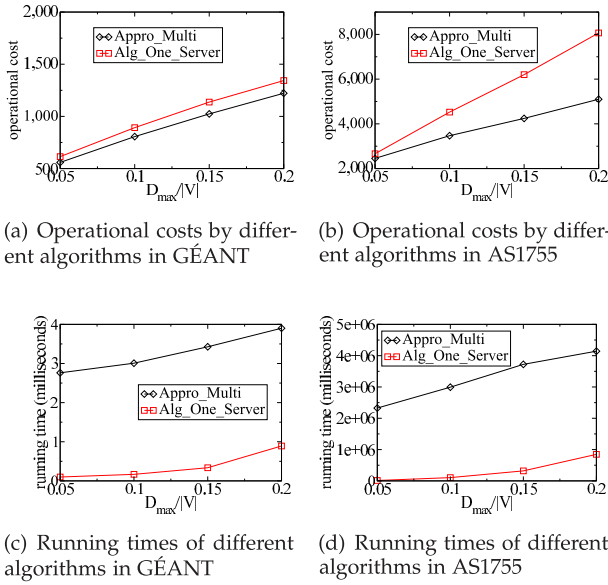 2,000
1,500
1,000
500
operational cost
Appro_Multi
Alg_One_Server
0.05 0.1 0.15 0.2
D_max/|V|
8,000
6,000
4,000
2,000
operational cost
Appro_Multi
Alg_One_Server
0.05 0.1 0.15 0.2
D_max/|V|
(a) Operational costs by differ-
ent algorithms in GÉANT
(b) Operational costs by differ-
ent algorithms in AS1755
4
3
2
1
0
running time (milliseconds)
Appro_Multi
Alg_One_Server
0.05 0.1 0.15 0.2
D_max/|V|
5e+06
4e+06
3e+06
2e+06
1e+06
0
running time (milliseconds)
Appro_Multi
Alg_One_Server
0.05 0.1 0.15 0.2
D_max/|V|
(c) Running times of different
algorithms in GÉANT
(d) Running times of different
algorithms in AS1755